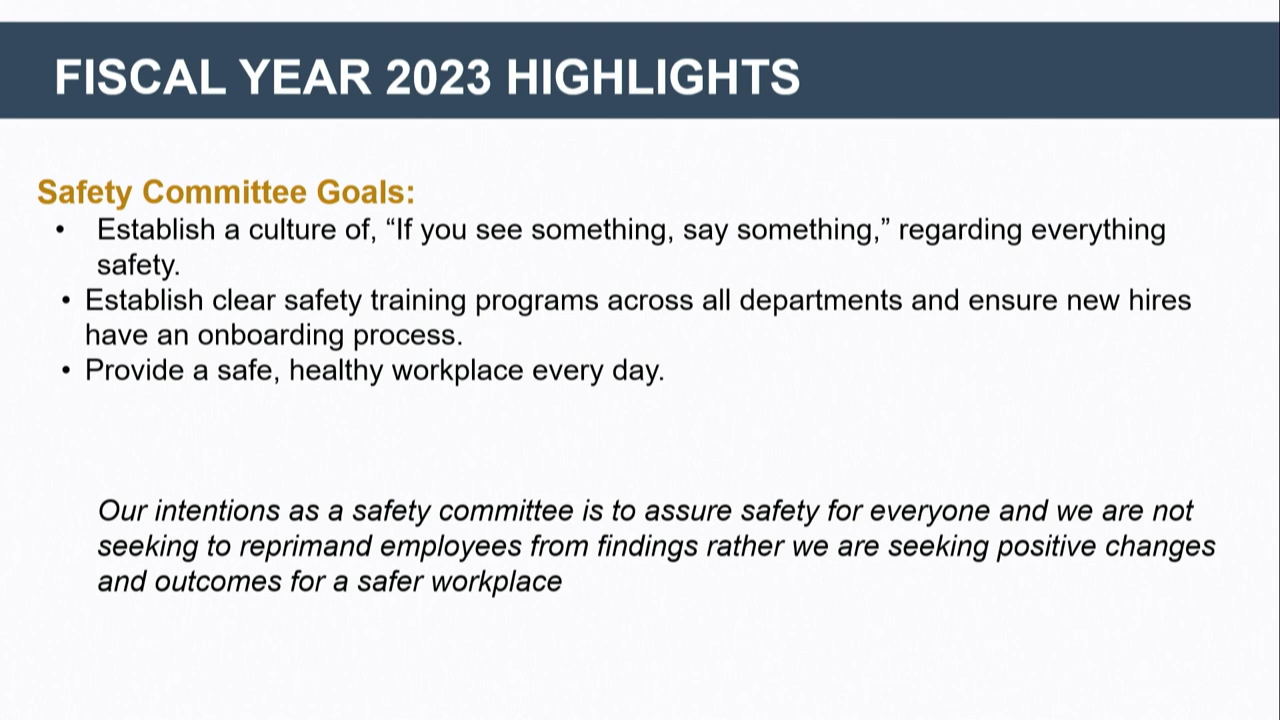 FISCAL YEAR 2023 HIGHLIGHTS
Safety Committee Goals:
• Establish a culture of, “If you see something, say something,” regarding everything
safety.
• Establish clear safety training programs across all departments and ensure new hires
have an onboarding process.
• Provide a safe, healthy workplace every day.
Our intentions as a safety committee is to assure safety for everyone and we are not
seeking to reprimand employees from findings rather we are seeking positive changes
and outcomes for a safer workplace